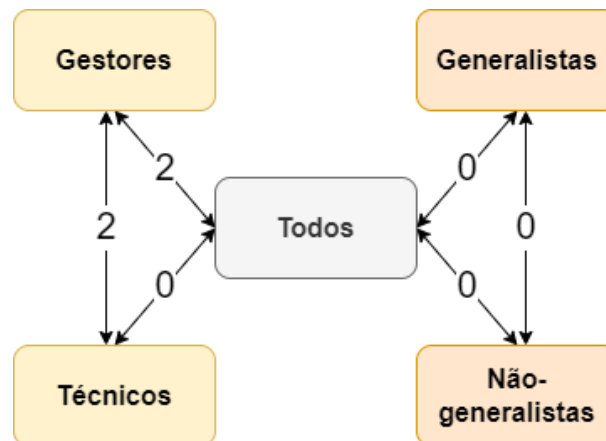 Gestores
Generalistas
2
0
2
Todos
0
0
0
Técnicos
Não-
generalistas